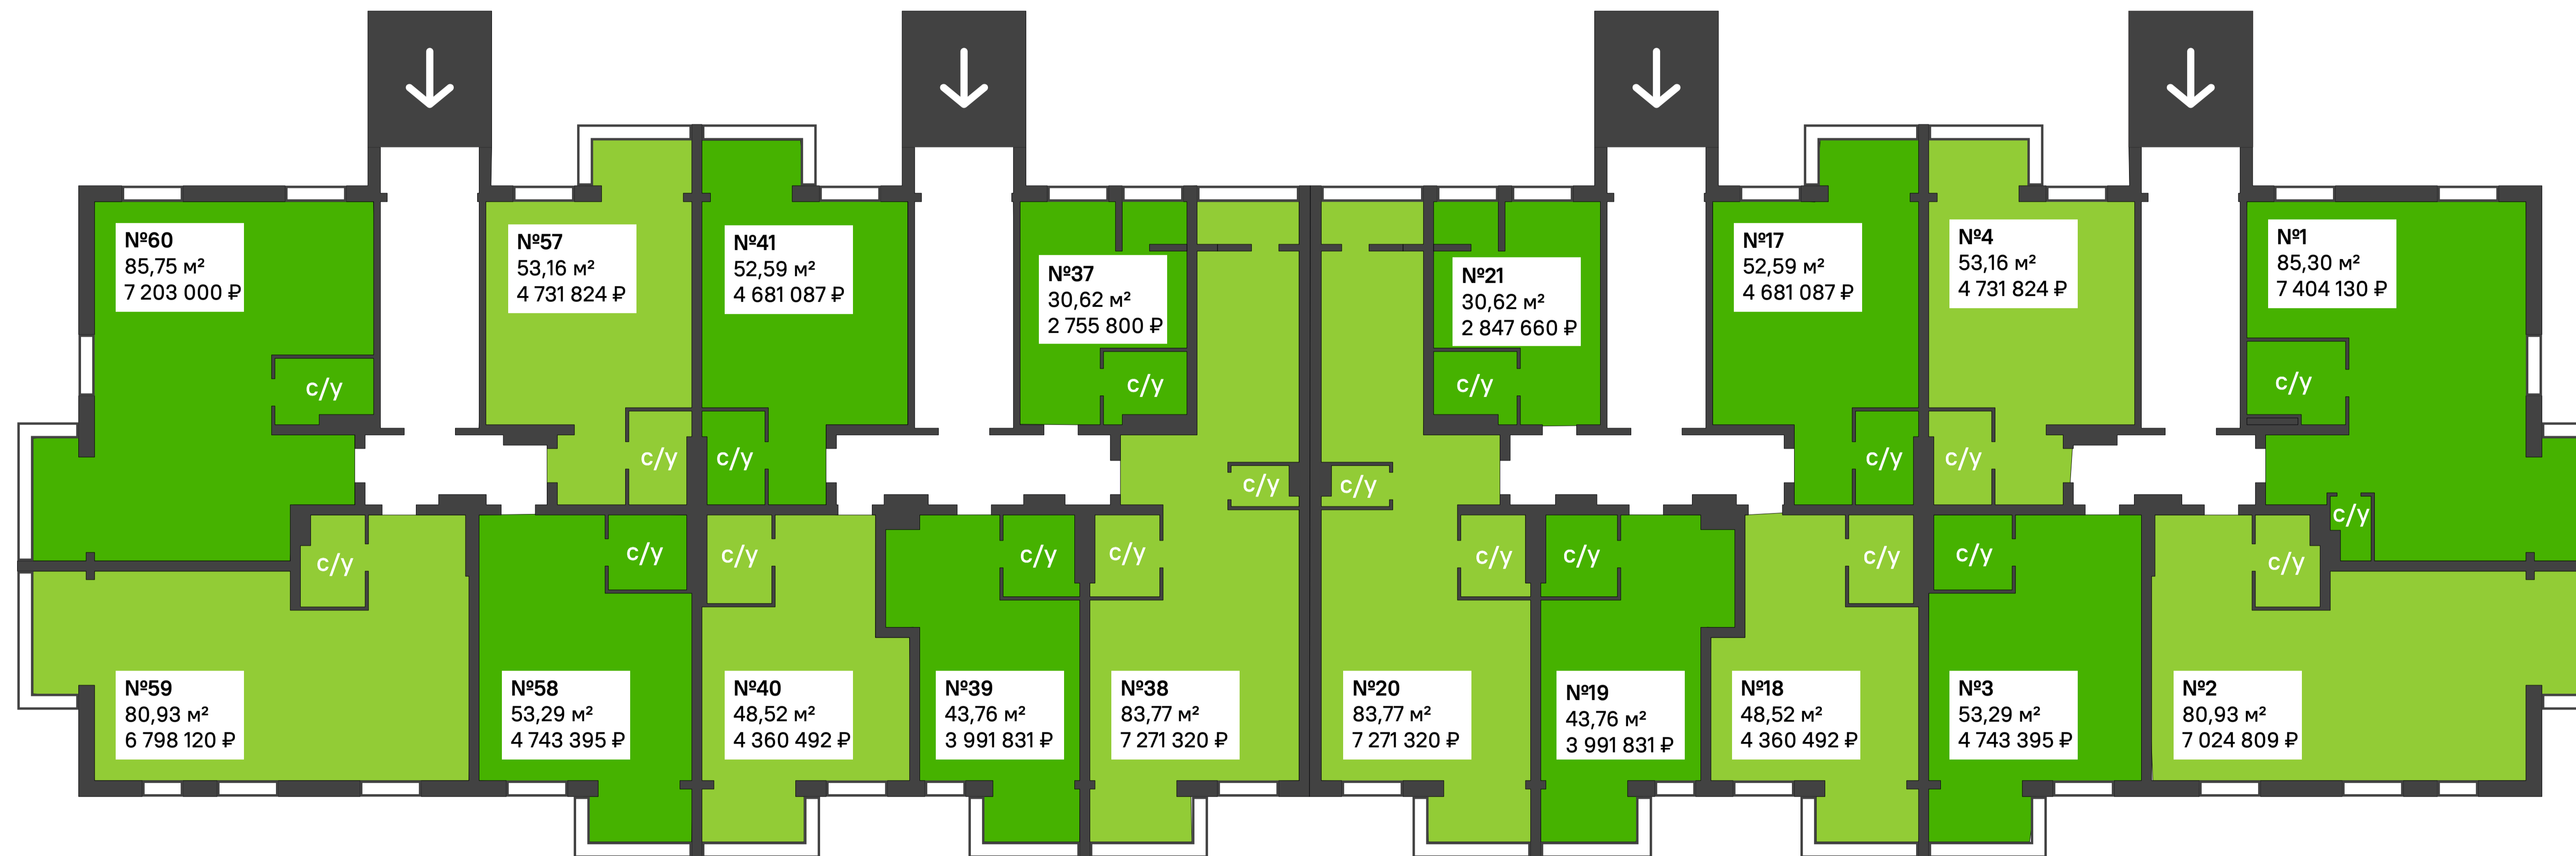 №60
85,75 м²
7 203 000 ₽
с/у
№57
53,16 м²
4 731 824 ₽
с/у
№41
52,59 м²
4 681 087 ₽
с/у
№37
30,62 м²
2 755 800 ₽
с/у
с/у
№21
30,62 м²
2 847 660 ₽
с/у
с/у
№17
52,59 м²
4 681 087 ₽
с/у
№4
53,16 м²
4 731 824 ₽
с/у
№1
85,30 м²
7 404 130 ₽
с/у
с/у
с/у
№59
80,93 м²
6 798 120 ₽
с/у
№58
53,29 м²
4 743 395 ₽
с/у
№40
48,52 м²
4 360 492 ₽
с/у
№39
43,76 м²
3 991 831 ₽
с/у
№38
83,77 м²
7 271 320 ₽
с/у
№20
83,77 м²
7 271 320 ₽
с/у
№19
43,76 м²
3 991 831 ₽
с/у
№18
48,52 м²
4 360 492 ₽
с/у
№3
53,29 м²
4 743 395 ₽
с/у
№2
80,93 м²
7 024 809 ₽